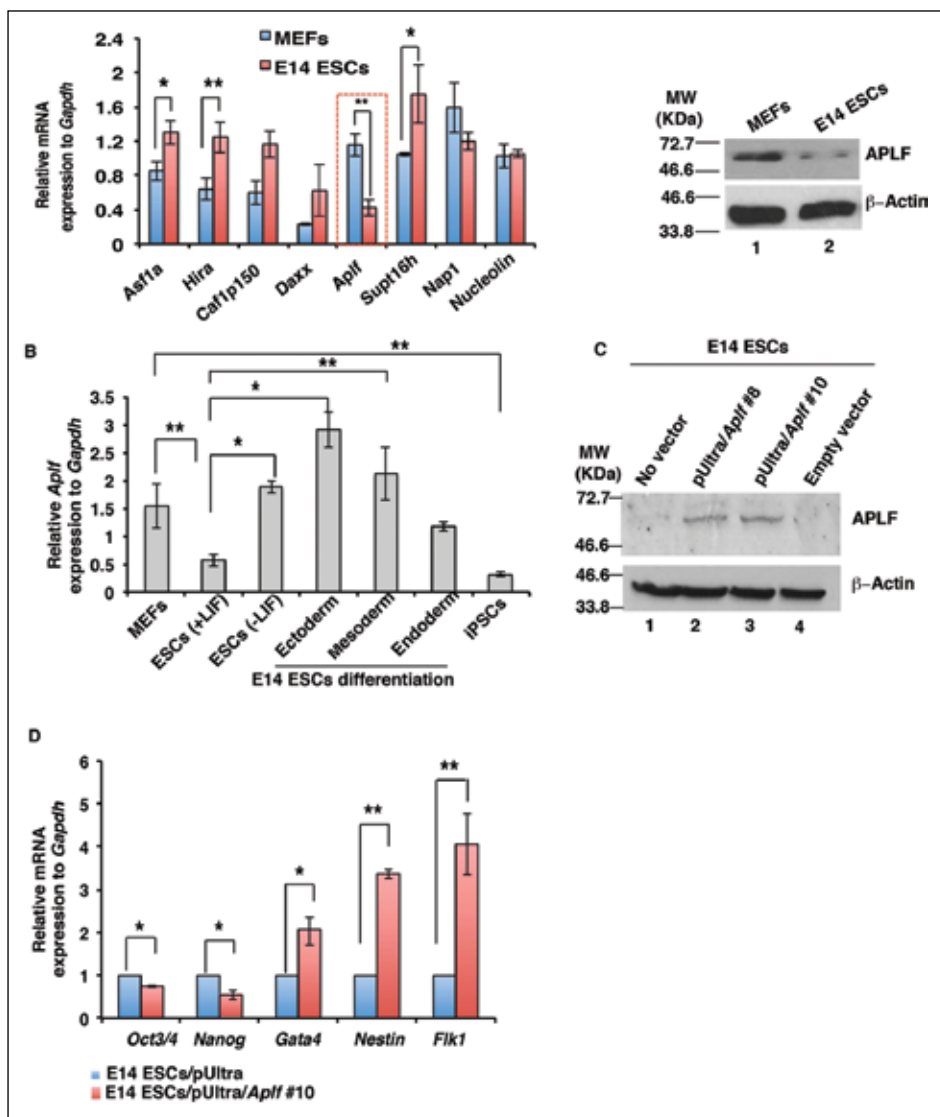 2.4
2
1.6
1.2
0.8
0.4
0
Relative mRNA
expression to Gapdh
MEFs
E14 ESCs
*
**
**
*
Asf1a
Hira
Caf1p150
Daxx
Aplf
Supt16h
Nap1
Nucleolin
MW
(KDa)
MEFs
E14 ESCs
72.7
46.6
46.6
33.8
APLF
β-Actin
1 2
B
**
**
*
**
*
3.5
3
2.5
2
1.5
1
0.5
0
Relative Aplf
expression to Gapdh
MEFs
ESCs (+LIF)
ESCs (-LIF)
Ectoderm
Mesoderm
Endoderm
iPSCs
E14 ESCs differentiation
C
E14 ESCs
No vector
pUltra/Aplf #8
pUltra/Aplf #10
Empty vector
MW
(KDa)
72.7
46.6
46.6
33.8
APLF
β-Actin
1 2 3 4
D
6
5
4
3
2
1
0
Relative mRNA
expression to Gapdh
*
*
*
**
**
Oct3/4 Nanog Gata4 Nestin Flk1
E14 ESCs/pUltra
E14 ESCs/pUltra/Aplf #10